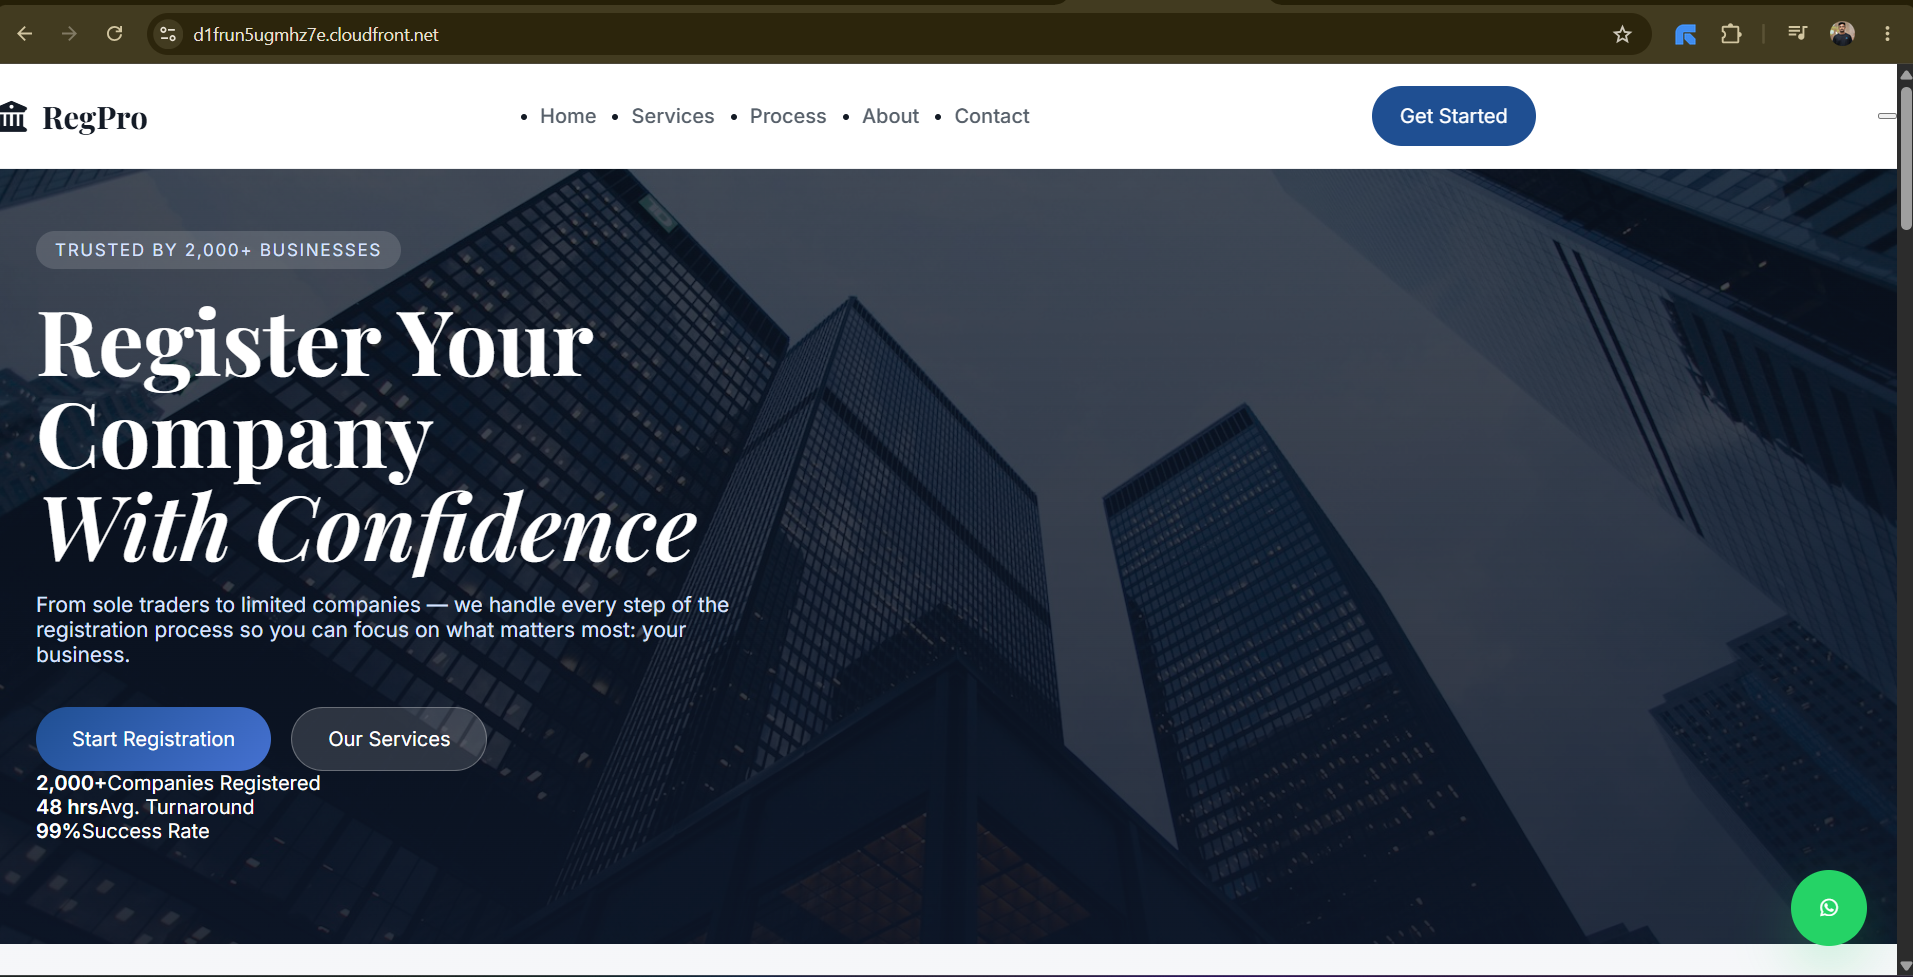 d1frun5ugmhz7e.cloudfront.net
RegPro
Home
Services
Process
About
Contact
Get Started
TRUSTED BY 2,000+ BUSINESSES
Register Your
Company
With Confidence
From sole traders to limited companies — we handle every step of the
registration process so you can focus on what matters most: your
business.
Start Registration
Our Services
2,000+Companies Registered
48 hrsAvg. Turnaround
99%Success Rate